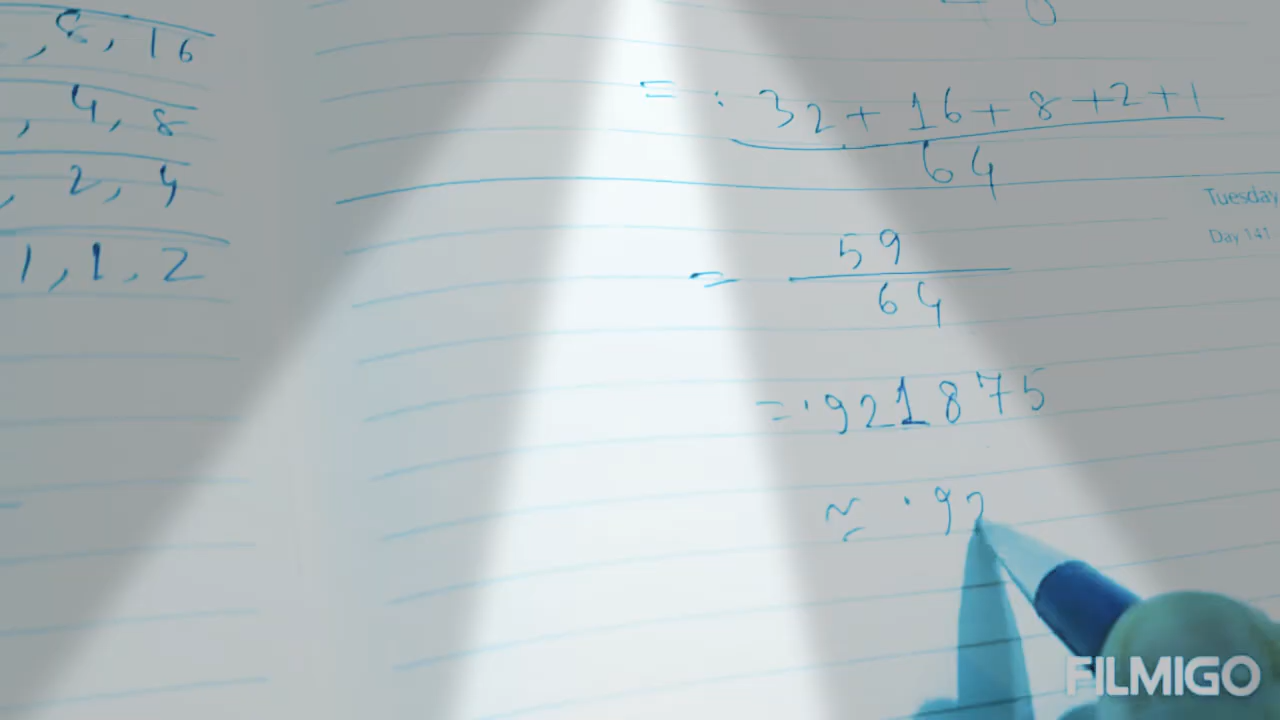 , 8, 16
, 4, 8
, 2, 4
1, 1, 2
= . 32 + 16 + 8 + 2 + 1
64
= 59
64
= .921875
≃ .92
Tuesday
Day 141
FILMIGO